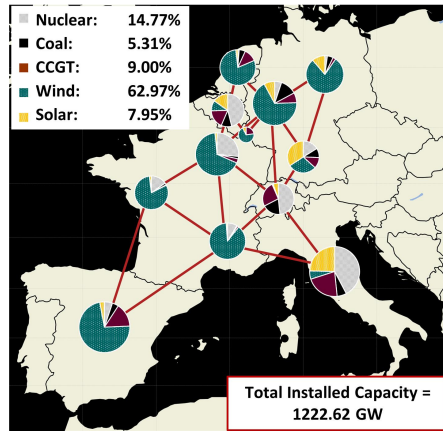 Nuclear: 14.77%
Coal: 5.31%
CCGT: 9.00%
Wind: 62.97%
Solar: 7.95%
Total Installed Capacity =
1222.62 GW